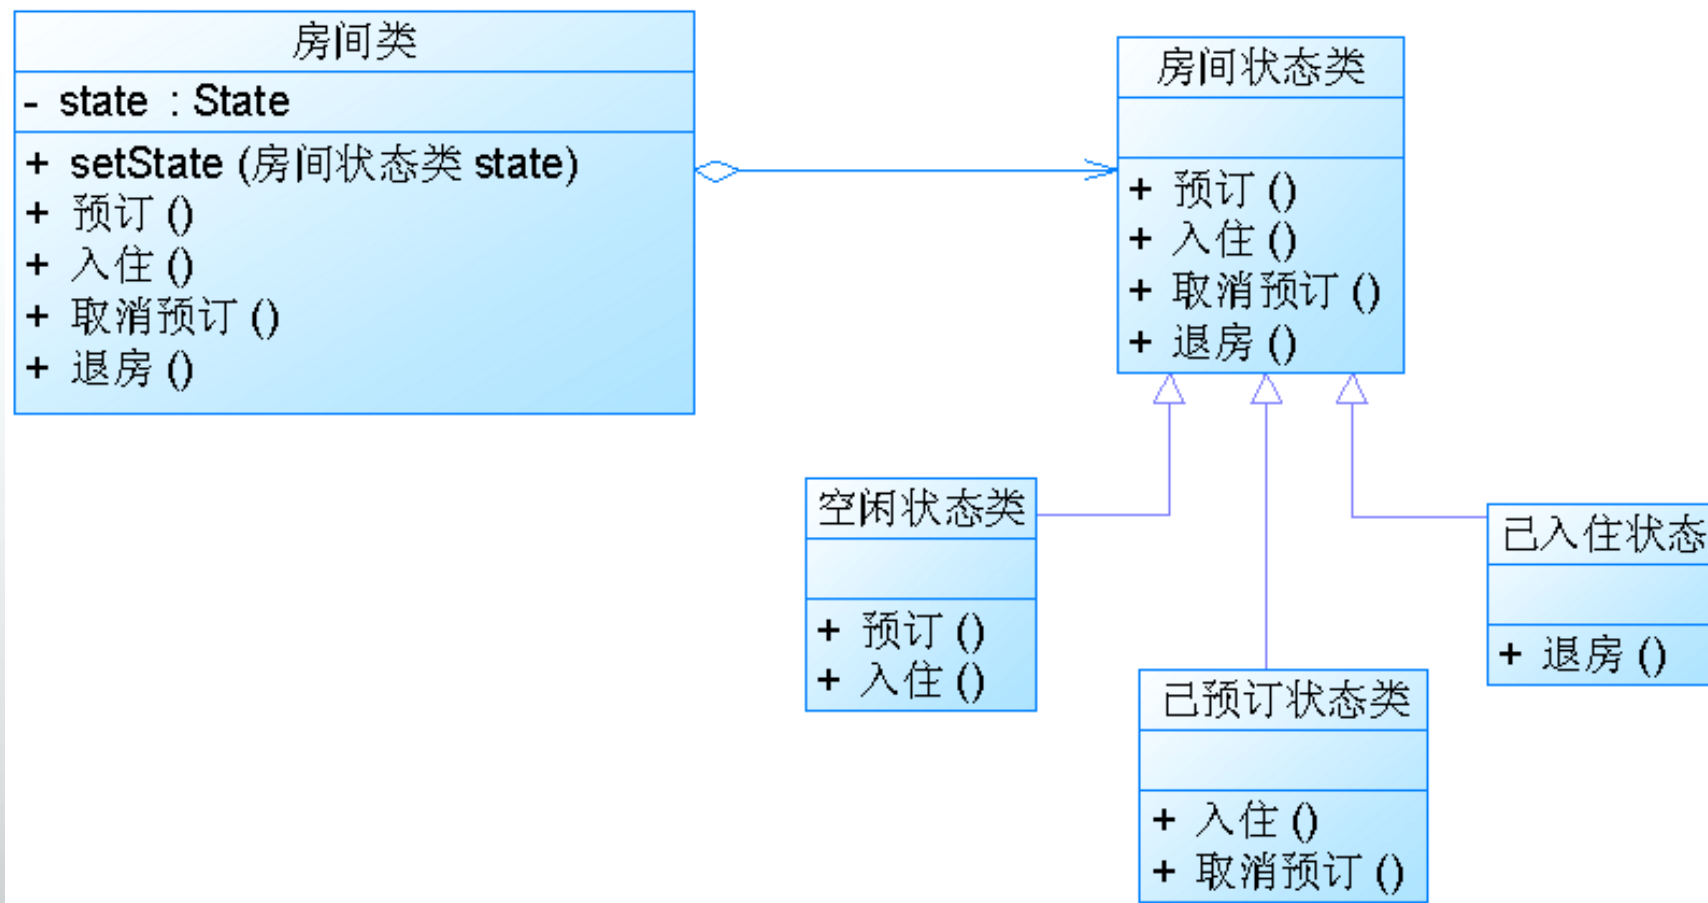 房间类
- state : State
+ setState (房间状态类 state)
+ 预订 ()
+ 入住 ()
+ 取消预订 ()
+ 退房 ()
房间状态类
+ 预订 ()
+ 入住 ()
+ 取消预订 ()
+ 退房 ()
空闲状态类
+ 预订 ()
+ 入住 ()
已预订状态类
+ 入住 ()
+ 取消预订 ()
已入住状态
+ 退房 ()